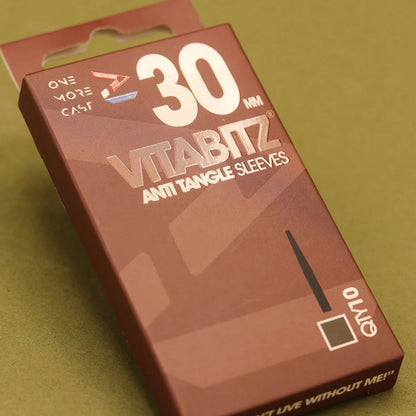 ONE
MORE
CAST
30 MM
VITABITZ®
ANTI TANGLE SLEEVES
QTY10
LIVE WITHOUT ME!"